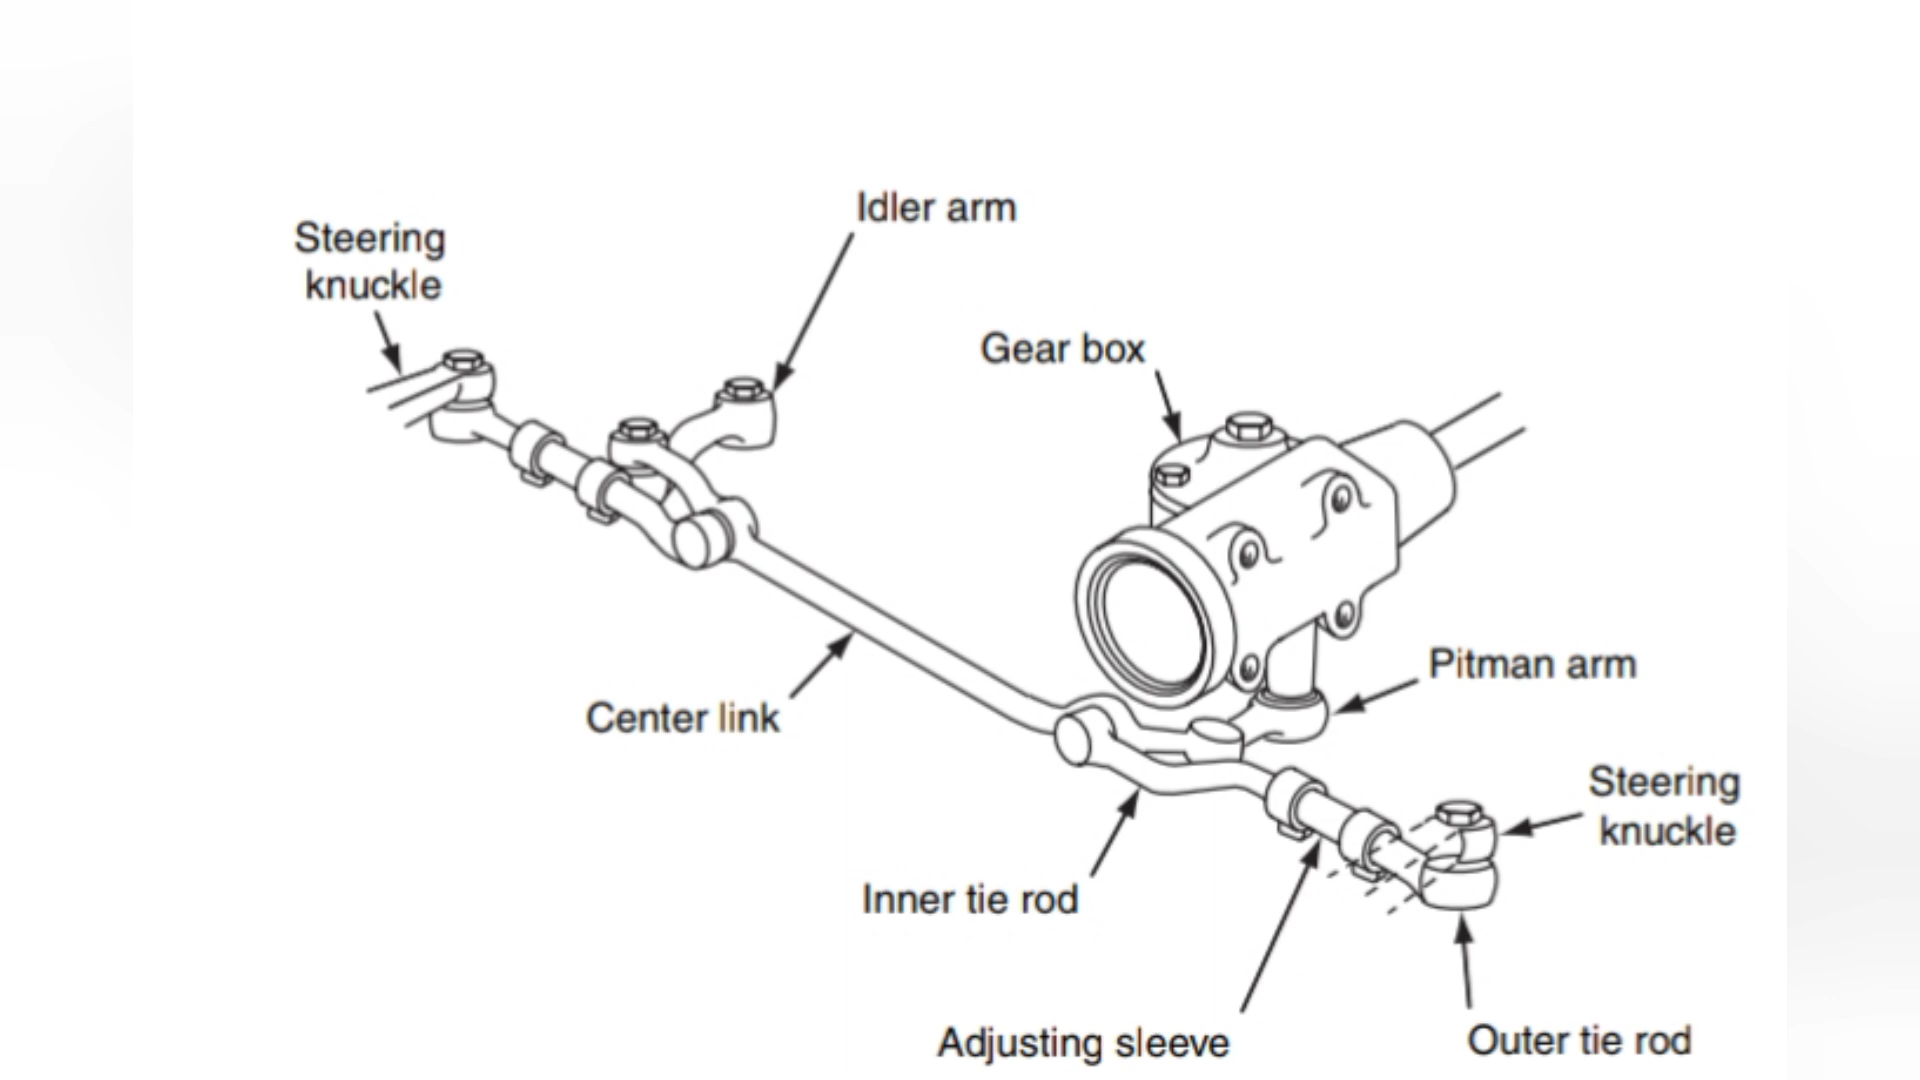 Idler arm
Steering
knuckle
Gear box
Pitman arm
Center link
Steering
knuckle
Inner tie rod
Adjusting sleeve
Outer tie rod